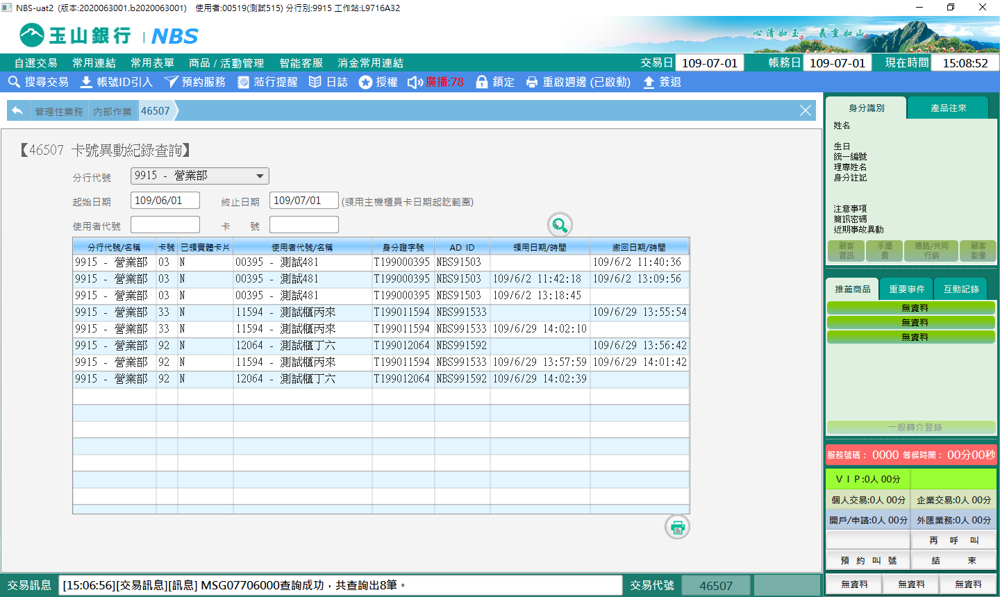 NBS-uat2 (版本:2020063001.b2020063001) 使用者:00519(測試515) 分行別:9915 工作站:L9716A32
玉山銀行 NBS
心清如玉 義重如山
自選交易 常用連結 常用表單 商品 / 活動管理 智能客服 消金常用連結 交易日 109-07-01 帳務日 109-07-01 現在時間 15:08:52
搜尋交易 帳號ID引入 預約服務 流行提醒 日誌 授權 廣播:78 鎖定 重啟週邊 (已啟動) 簽退
管理性業務 內部作業 46507
【46507 卡號異動紀錄查詢】
分行代號 9915 - 營業部
起始日期 109/06/01 終止日期 109/07/01 (領用主機櫃員卡日期起訖範圍)
使用者代號 卡 號
分行代號/名稱 卡號 已領實體卡片 使用者代號/名稱 身分證字號 AD ID 領用日期/時間 繳回日期/時間
9915 - 營業部 03 N 00395 - 測試481 T199000395 NBS91503 109/6/2 11:40:36
9915 - 營業部 03 N 00395 - 測試481 T199000395 NBS91503 109/6/2 11:42:18 109/6/2 13:09:56
9915 - 營業部 03 N 00395 - 測試481 T199000395 NBS91503 109/6/2 13:18:45
9915 - 營業部 33 N 11594 - 測試櫃丙來 T199011594 NBS991533 109/6/29 13:55:54
9915 - 營業部 33 N 11594 - 測試櫃丙來 T199011594 NBS991533 109/6/29 14:02:10
9915 - 營業部 92 N 12064 - 測試櫃丁六 T199012064 NBS991592 109/6/29 13:56:42
9915 - 營業部 92 N 11594 - 測試櫃丙來 T199011594 NBS991533 109/6/29 13:57:59 109/6/29 14:01:42
9915 - 營業部 92 N 12064 - 測試櫃丁六 T199012064 NBS991592 109/6/29 14:02:39
身分識別 產品往來
姓名
生日
統一編號
理專姓名
身分註記
注意事項
簡訊密碼
近期事故異動
顧客資訊 手續費 通路/共同行銷 顧客影像
推薦商品 重要事件 互動記錄
無資料
無資料
無資料
一般轉介登錄
服務號碼： 0000 等候時間： 00分00秒
ＶＩＰ:0人 00分
個人交易:0人 00分 企業交易:0人 00分
開戶/申請:0人 00分 外匯業務:0人 00分
再 呼 叫
預 約 叫 號 結 束
無資料 無資料 無資料
交易訊息 [15:06:56][交易訊息][訊息] MSG07706000查詢成功，共查詢出8筆。 交易代號 46507